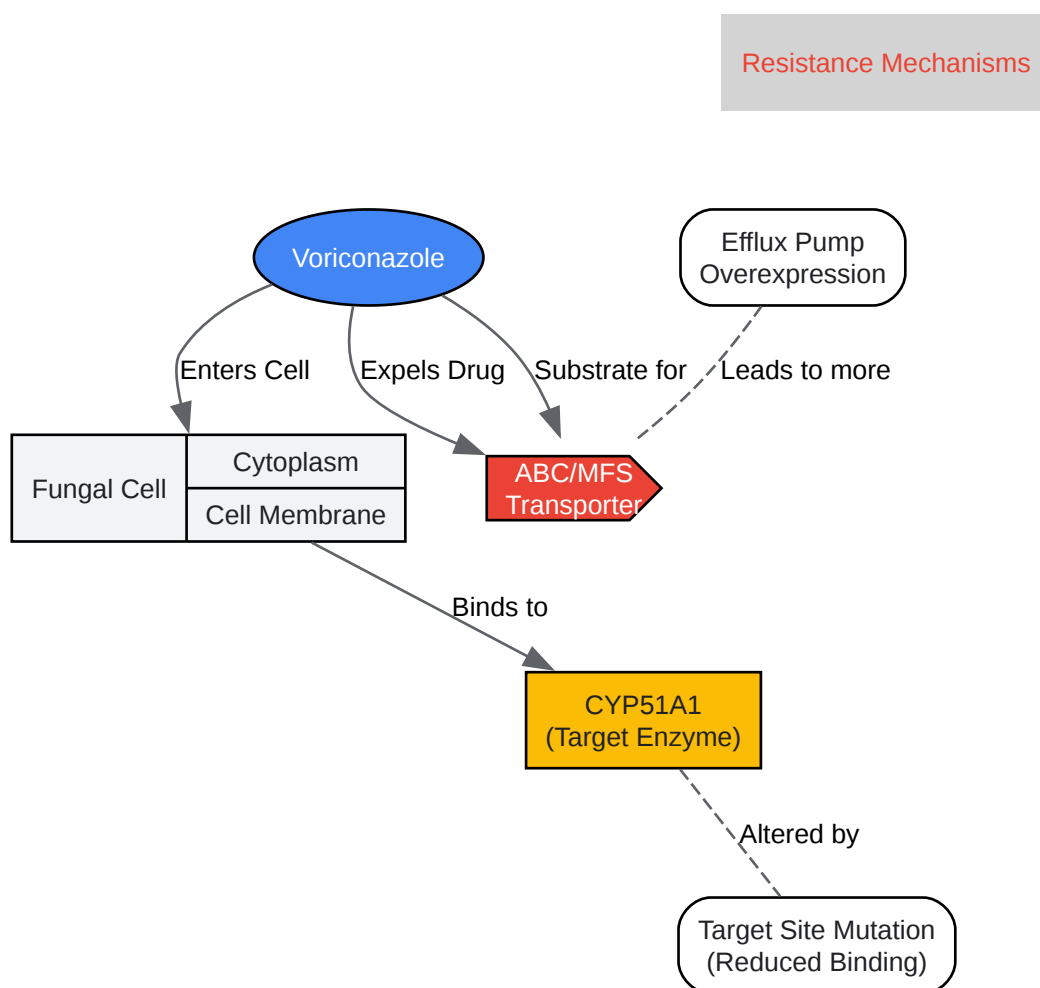 Resistance Mechanisms
Voriconazole
Efflux Pump
Overexpression
Enters Cell
Expels Drug
Substrate for
Leads to more
Fungal Cell
Cytoplasm
Cell Membrane
ABC/MFS
Transporter
Binds to
CYP51A1
(Target Enzyme)
Altered by
Target Site Mutation
(Reduced Binding)